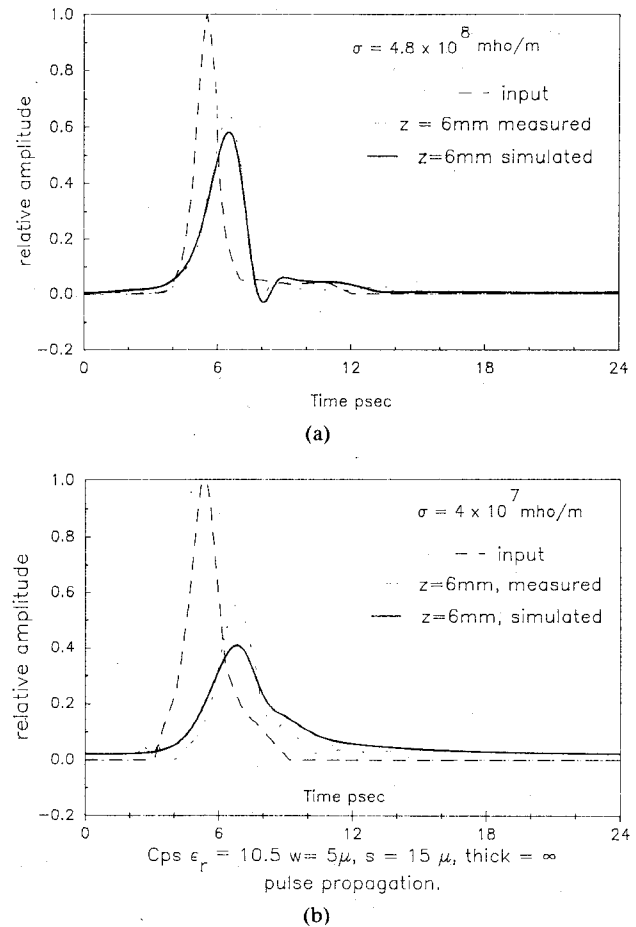 1.0
0.8
0.6
0.4
0.2
0.0
−0.2
relative amplitude
σ = 4.8 x 10^8 mho/m
input
z = 6mm measured
z=6mm simulated
0 6 12 18 24
Time psec
(a)
1.0
0.8
0.6
0.4
0.2
0.0
−0.2
relative amplitude
σ = 4 x 10^7 mho/m
input
z=6mm, measured
z=6mm, simulated
Time psec
0 6 12 18 24
Cps ε_r = 10.5 w= 5μ, s = 15 μ, thick = ∞
pulse propagation.
(b)